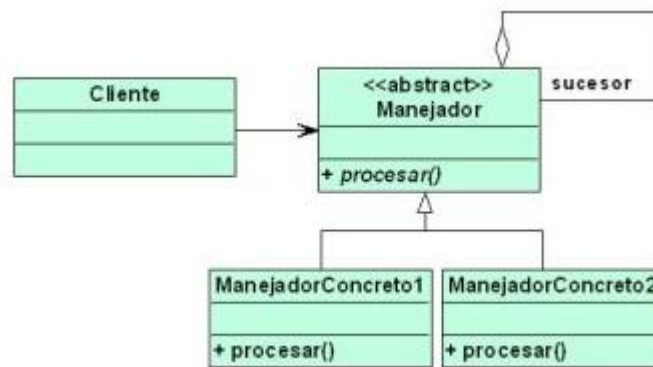 Cliente
<<abstract>>
Manejador
sucesor
+ procesar()
ManejadorConcreto1
+ procesar()
ManejadorConcreto2
+ procesar()